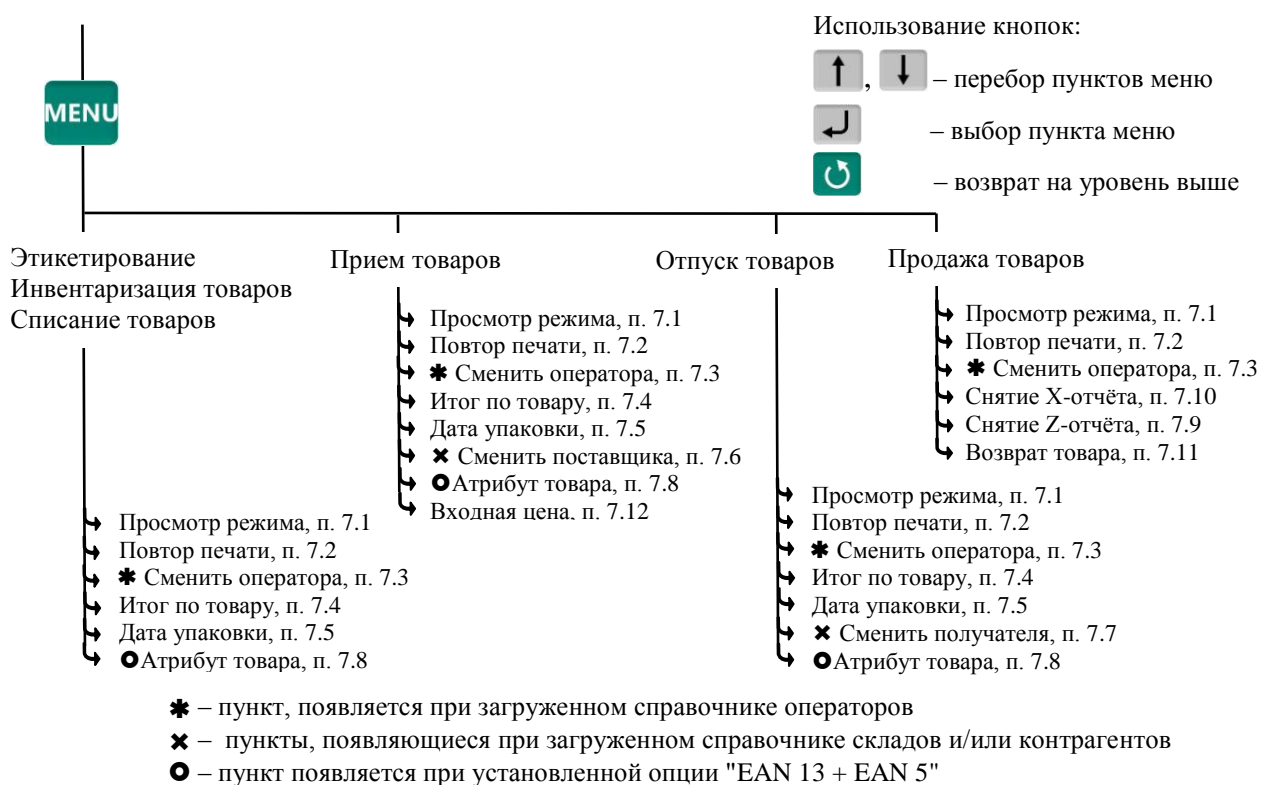 Использование кнопок:
↑, ↓ – перебор пунктов меню
MENU
↵ – выбор пункта меню
↺ – возврат на уровень выше
Этикетирование
Инвентаризация товаров
Списание товаров
Просмотр режима, п. 7.1
Повтор печати, п. 7.2
✱ Сменить оператора, п. 7.3
Итог по товару, п. 7.4
Дата упаковки, п. 7.5
⭘Атрибут товара, п. 7.8
Прием товаров
Просмотр режима, п. 7.1
Повтор печати, п. 7.2
✱ Сменить оператора, п. 7.3
Итог по товару, п. 7.4
Дата упаковки, п. 7.5
✖ Сменить поставщика, п. 7.6
⭘Атрибут товара, п. 7.8
Входная цена, п. 7.12
Отпуск товаров
Просмотр режима, п. 7.1
Повтор печати, п. 7.2
✱ Сменить оператора, п. 7.3
Итог по товару, п. 7.4
Дата упаковки, п. 7.5
✖ Сменить получателя, п. 7.7
⭘Атрибут товара, п. 7.8
Продажа товаров
Просмотр режима, п. 7.1
Повтор печати, п. 7.2
✱ Сменить оператора, п. 7.3
Снятие Х-отчёта, п. 7.10
Снятие Z-отчёта, п. 7.9
Возврат товара, п. 7.11
✱ – пункт, появляется при загруженном справочнике операторов
✖ – пункты, появляющиеся при загруженном справочнике складов и/или контрагентов
⭘ – пункт появляется при установленной опции "EAN 13 + EAN 5"